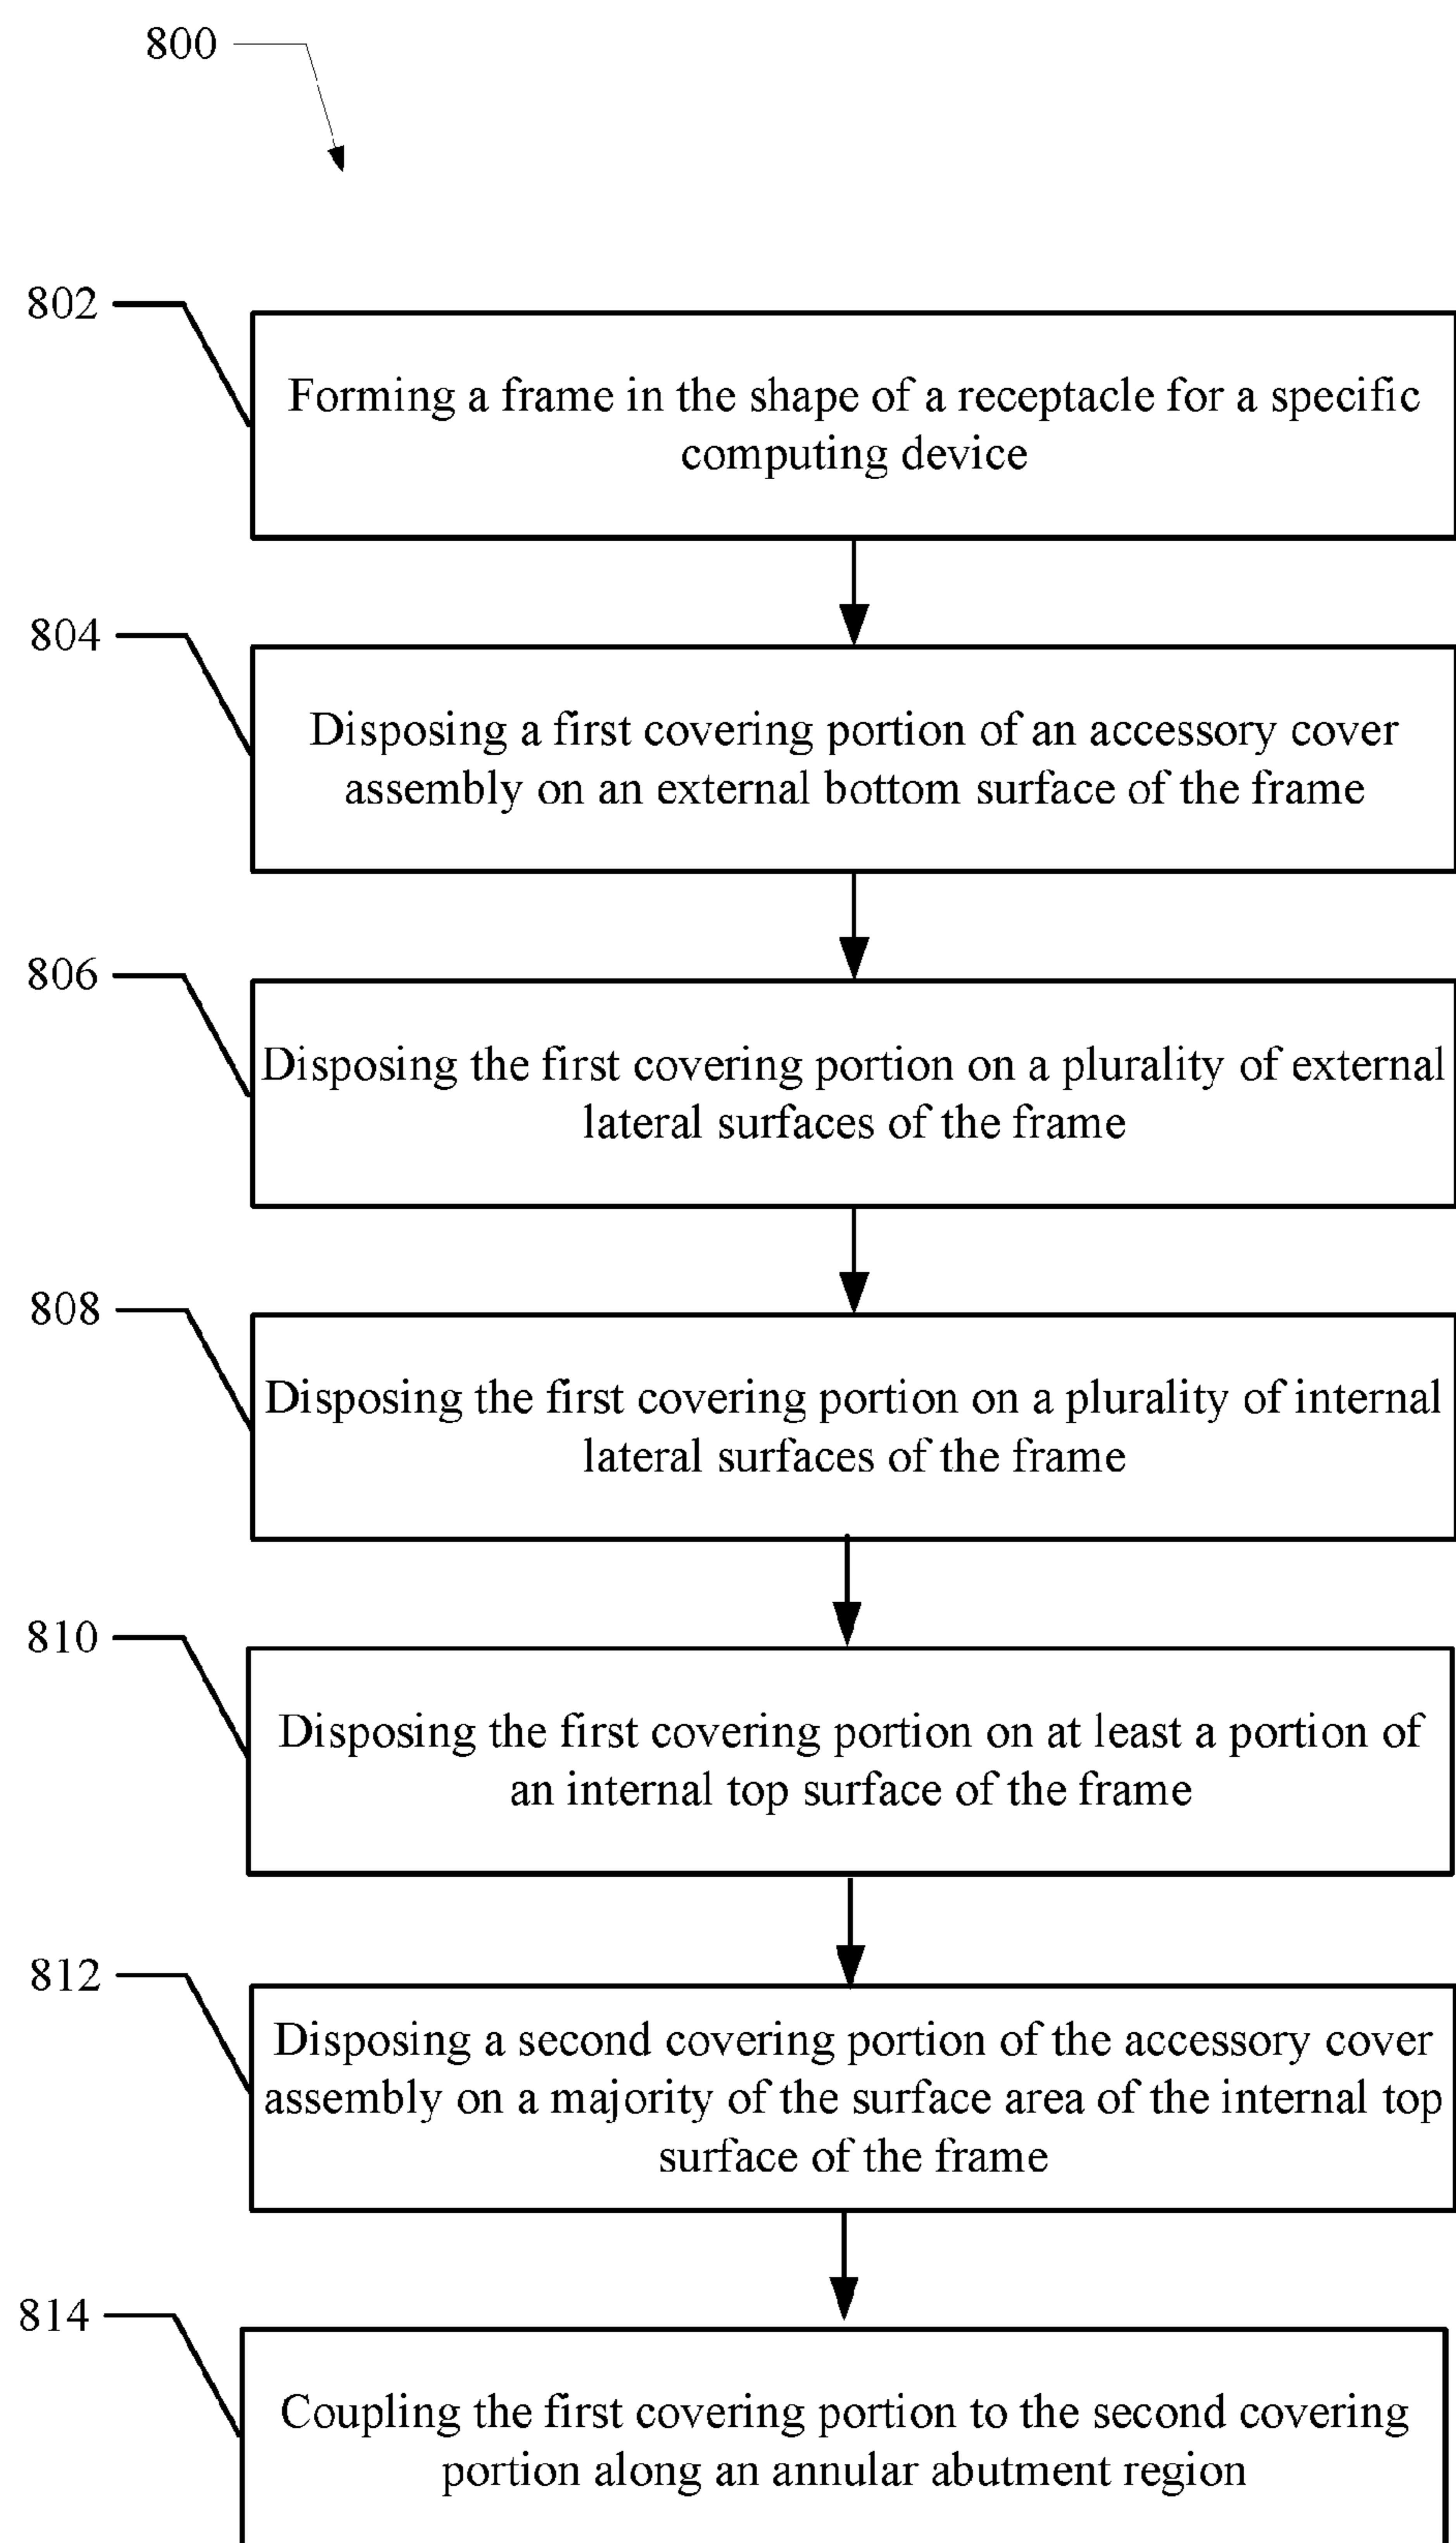 800
802
Forming a frame in the shape of a receptacle for a specific
computing device
804
Disposing a first covering portion of an accessory cover
assembly on an external bottom surface of the frame
806
Disposing the first covering portion on a plurality of external
lateral surfaces of the frame
808
Disposing the first covering portion on a plurality of internal
lateral surfaces of the frame
810
Disposing the first covering portion on at least a portion of
an internal top surface of the frame
812
Disposing a second covering portion of the accessory cover
assembly on a majority of the surface area of the internal top
surface of the frame
814
Coupling the first covering portion to the second covering
portion along an annular abutment region